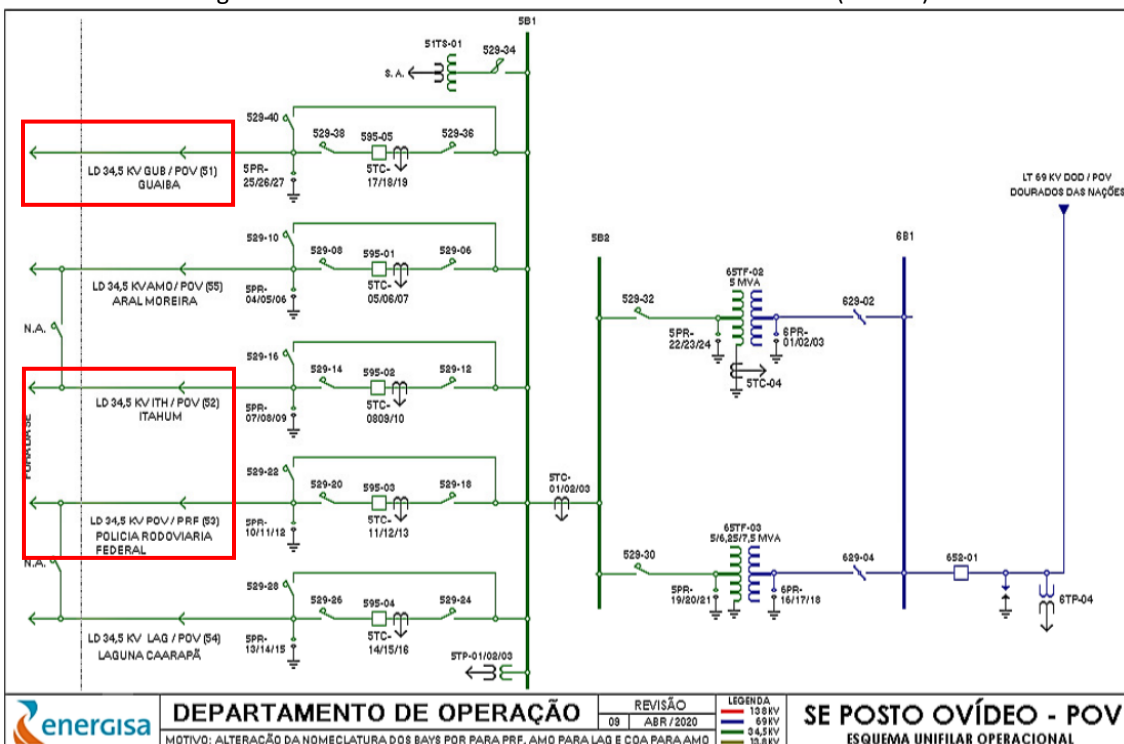 5B1
51TS-01
529-34
S. A.
529-40
529-38
595-05
529-36
LD 34,5 KV GUB / POV (51)
GUAIBA
5PR-
25/26/27
5TC-
17/18/19
LT 69 KV DOD / POV
DOURADOS DAS NAÇÕES
529-10
529-08
595-01
529-06
5B2
6B1
LD 34,5 KVAMO / POV (55)
ARAL MOREIRA
5PR-
04/05/06
5TC-
05/06/07
65TF-02
5 MVA
529-32
629-02
N.A.
5PR-
22/23/24
6PR-
01/02/03
5TC-04
529-16
529-14
595-02
529-12
LD 34,5 KV ITH / POV (52)
ITAHUM
5PR-
07/08/09
5TC-
0809/10
FORA DA SE
529-22
529-20
595-03
529-18
5TC-
01/02/03
LD 34,5 KV POV / PRF (53)
POLICIA RODOVIARIA
FEDERAL
5PR-
10/11/12
5TC-
11/12/13
65TF-03
5/6,25/7,5 MVA
529-30
629-04
652-01
N.A.
5PR-
19/20/21
6PR-
16/17/18
6TP-04
529-28
529-26
595-04
529-24
LD 34,5 KV LAG / POV (54)
LAGUNA CAARAPÃ
5PR-
13/14/15
5TC-
14/15/16
5TP-01/02/03
energisa
DEPARTAMENTO DE OPERAÇÃO
REVISÃO
09 ABR / 2020
LEGENDA
138KV
69KV
34,5KV
13,8KV
SE POSTO OVÍDEO - POV
ESQUEMA UNIFILAR OPERACIONAL
MOTIVO: ALTERAÇÃO DA NOMECLATURA DOS BAYS POR PARA PRF, AMO PARA LAG E COA PARA AMO